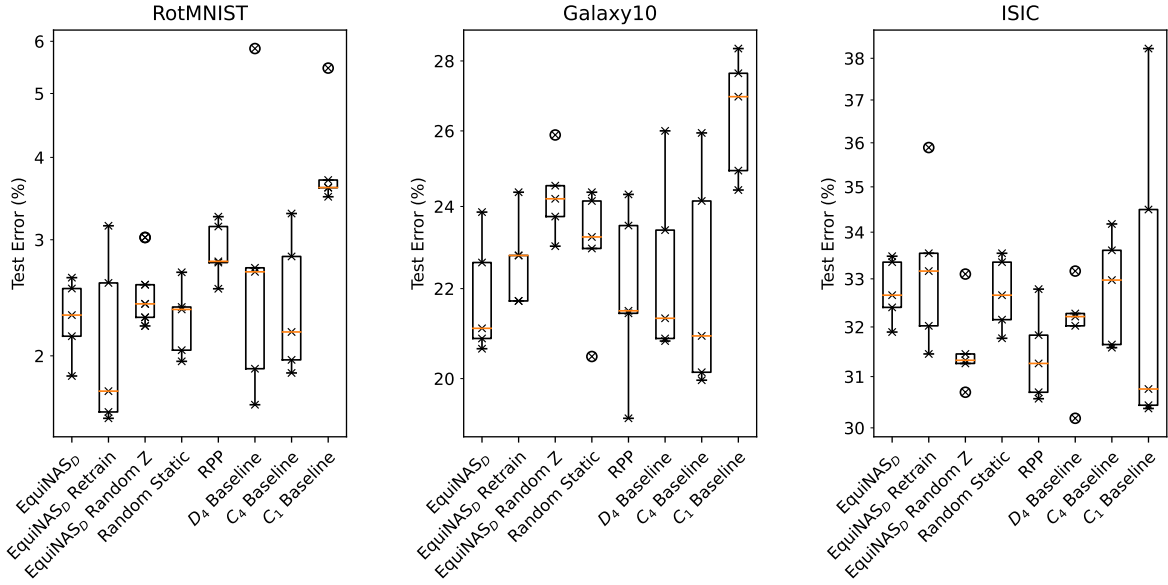 RotMNIST
Test Error (%)
6
5
4
3
2
EquiNAS_D
EquiNAS_D Retrain
EquiNAS_D Random Z
Random Static
RPP
D_4 Baseline
C_4 Baseline
C_1 Baseline
Galaxy10
Test Error (%)
28
26
24
22
20
EquiNAS_D
EquiNAS_D Retrain
EquiNAS_D Random Z
Random Static
RPP
D_4 Baseline
C_4 Baseline
C_1 Baseline
ISIC
Test Error (%)
38
37
36
35
34
33
32
31
30
EquiNAS_D
EquiNAS_D Retrain
EquiNAS_D Random Z
Random Static
RPP
D_4 Baseline
C_4 Baseline
C_1 Baseline